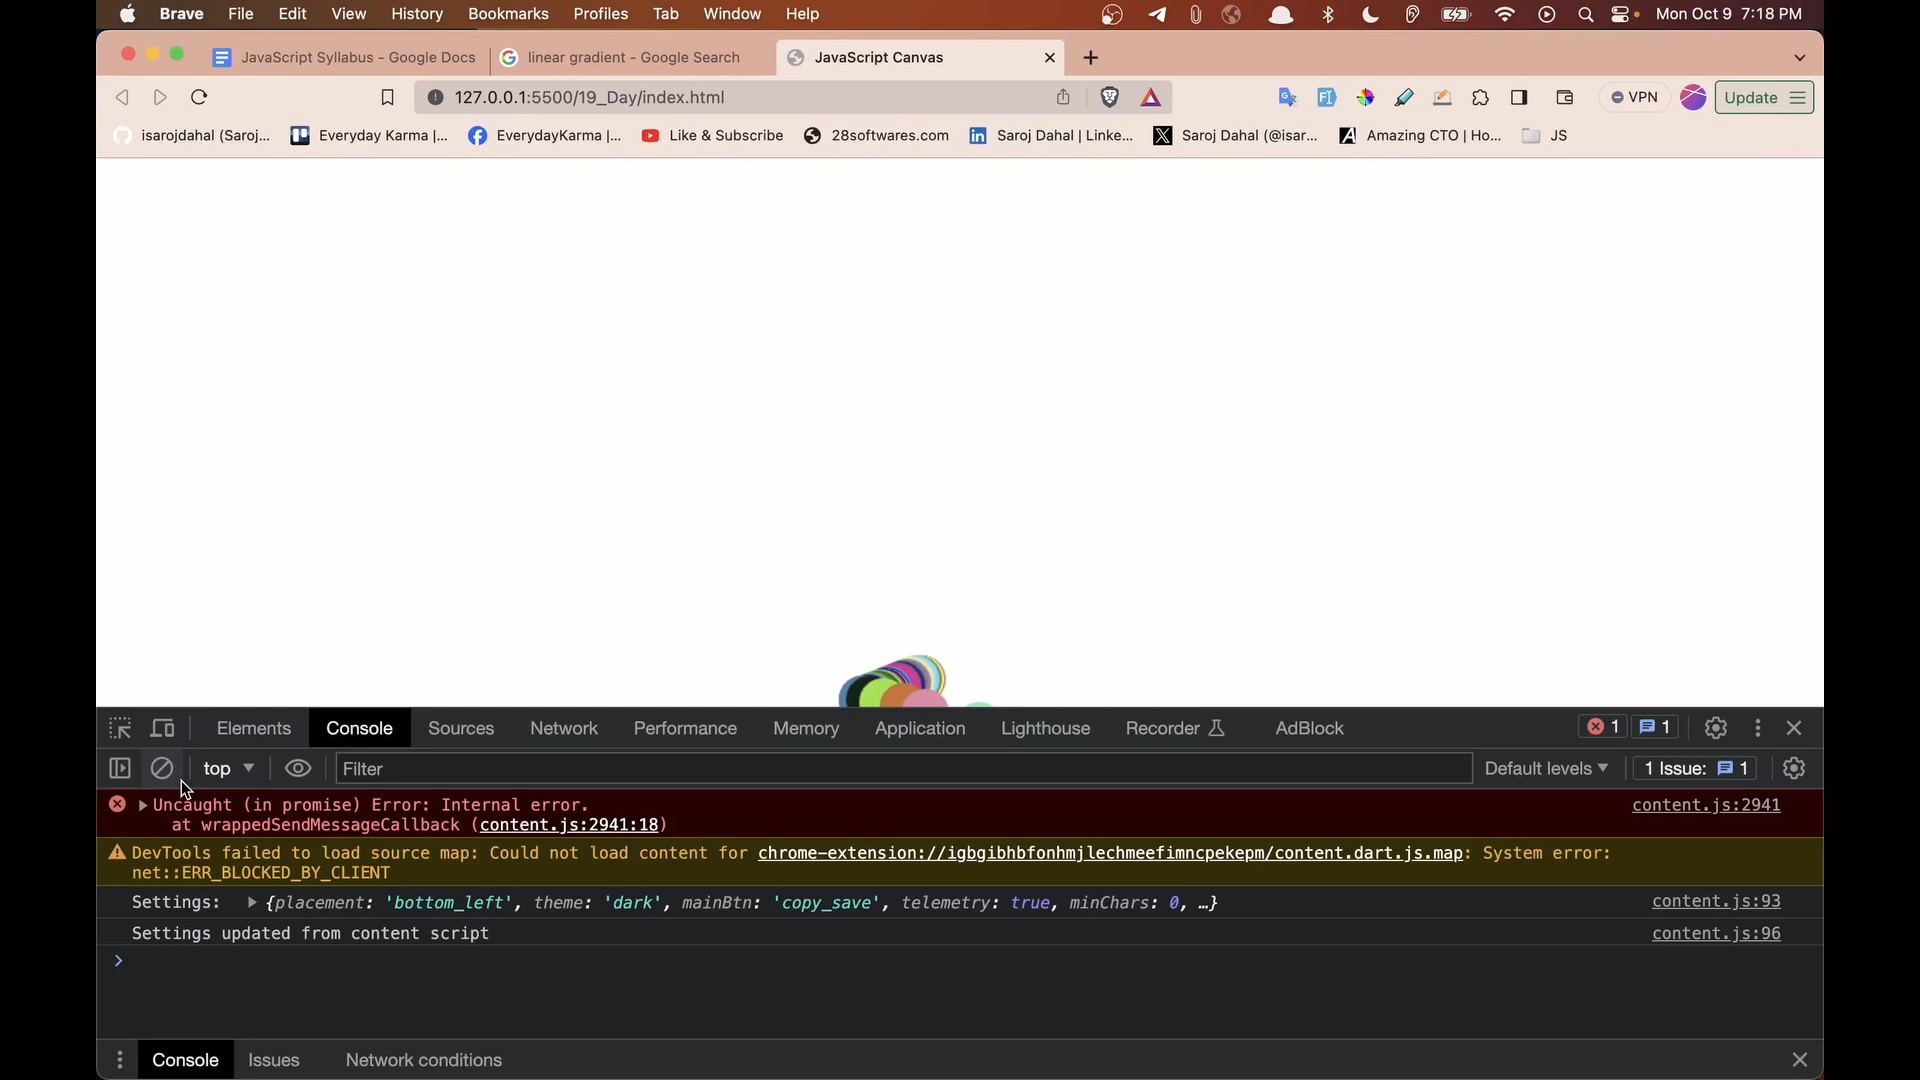 Brave File Edit View History Bookmarks Profiles Tab Window Help Mon Oct 9 7:18 PM
JavaScript Syllabus - Google Docs linear gradient - Google Search JavaScript Canvas
127.0.0.1:5500/19_Day/index.html VPN Update
isarojdahal (Saroj... Everyday Karma |... EverydayKarma |... Like & Subscribe 28softwares.com Saroj Dahal | Linke... Saroj Dahal (@isar... Amazing CTO | Ho... JS
Elements Console Sources Network Performance Memory Application Lighthouse Recorder AdBlock 1 1
top Filter Default levels 1 Issue: 1
Uncaught (in promise) Error: Internal error. content.js:2941
at wrappedSendMessageCallback (content.js:2941:18)
DevTools failed to load source map: Could not load content for chrome-extension://igbgibhbfonhmjlechmeefimncpekepm/content.dart.js.map: System error:
net::ERR_BLOCKED_BY_CLIENT
Settings: {placement: 'bottom_left', theme: 'dark', mainBtn: 'copy_save', telemetry: true, minChars: 0, …} content.js:93
Settings updated from content script content.js:96
Console Issues Network conditions